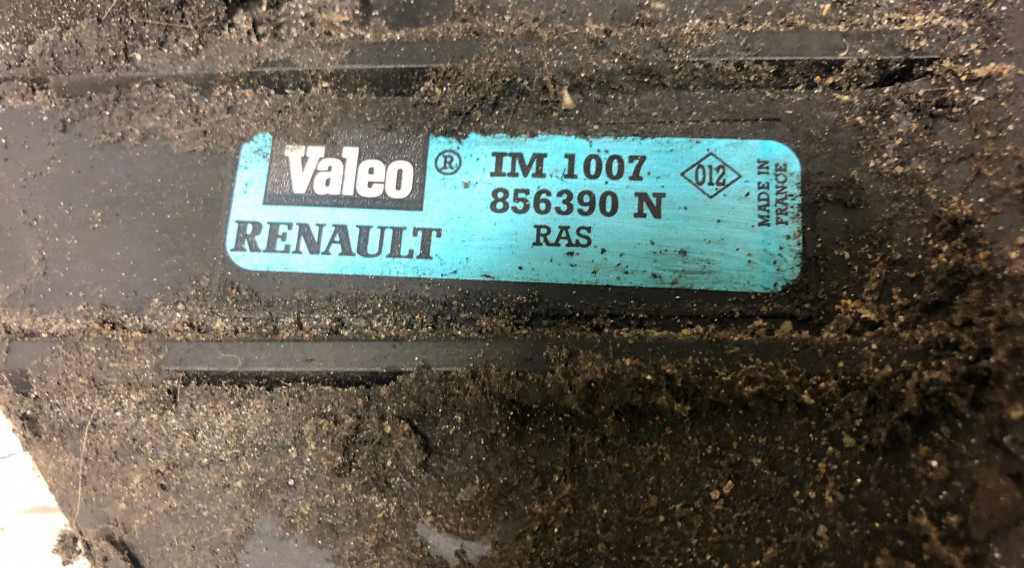 Valeo ® IM 1007
856390 N
RENAULT RAS
012
MADE IN
FRANCE